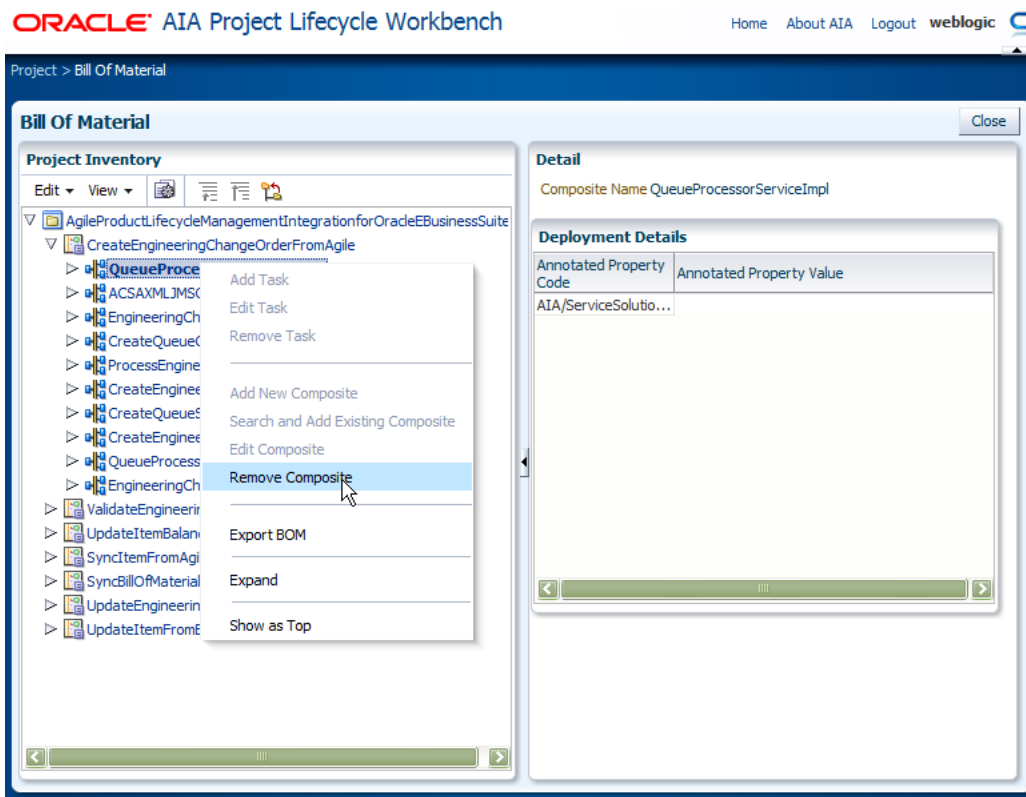 ORACLE AIA Project Lifecycle Workbench
Home About AIA Logout weblogic
Project > Bill Of Material
Bill Of Material
Close
Project Inventory
Edit View
AgileProductLifecycleManagementIntegrationforOracleEBusinessSuite
CreateEngineeringChangeOrderFromAgile
QueueProce
ACSAXMLJMSC
EngineeringCh
CreateQueueC
ProcessEngine
CreateEnginee
CreateQueueS
CreateEnginee
QueueProcess
EngineeringCh
ValidateEngineerin
UpdateItemBalan
SyncItemFromAgi
SyncBillOfMaterial
UpdateEngineerin
UpdateItemFromE
Add Task
Edit Task
Remove Task
Add New Composite
Search and Add Existing Composite
Edit Composite
Remove Composite
Export BOM
Expand
Show as Top
Detail
Composite Name QueueProcessorServiceImpl
Deployment Details
Annotated Property Code
Annotated Property Value
AIA/ServiceSolutio...